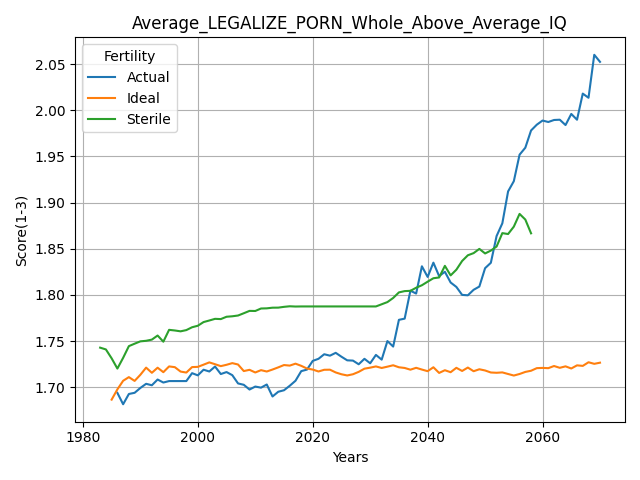 Average_LEGALIZE_PORN_Whole_Above_Average_IQ
Fertility
Actual
Ideal
Sterile
Score(1-3)
2.05
2.00
1.95
1.90
1.85
1.80
1.75
1.70
1980
2000
2020
2040
2060
Years